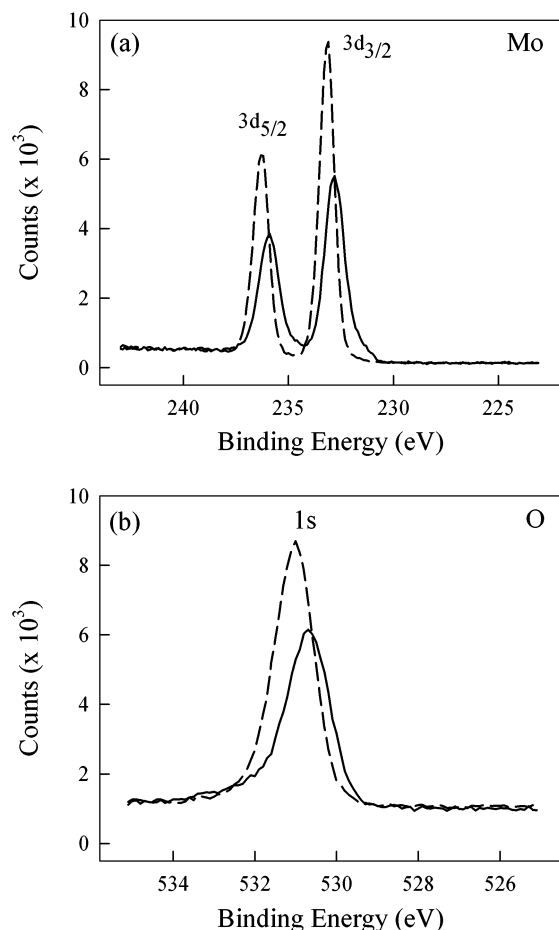 (a) 3d3/2 Mo
3d5/2
Counts (x 10³)
10
8
6
4
2
0
240 235 230 225
Binding Energy (eV)
(b) 1s O
Counts (x 10³)
10
8
6
4
2
0
534 532 530 528 526
Binding Energy (eV)